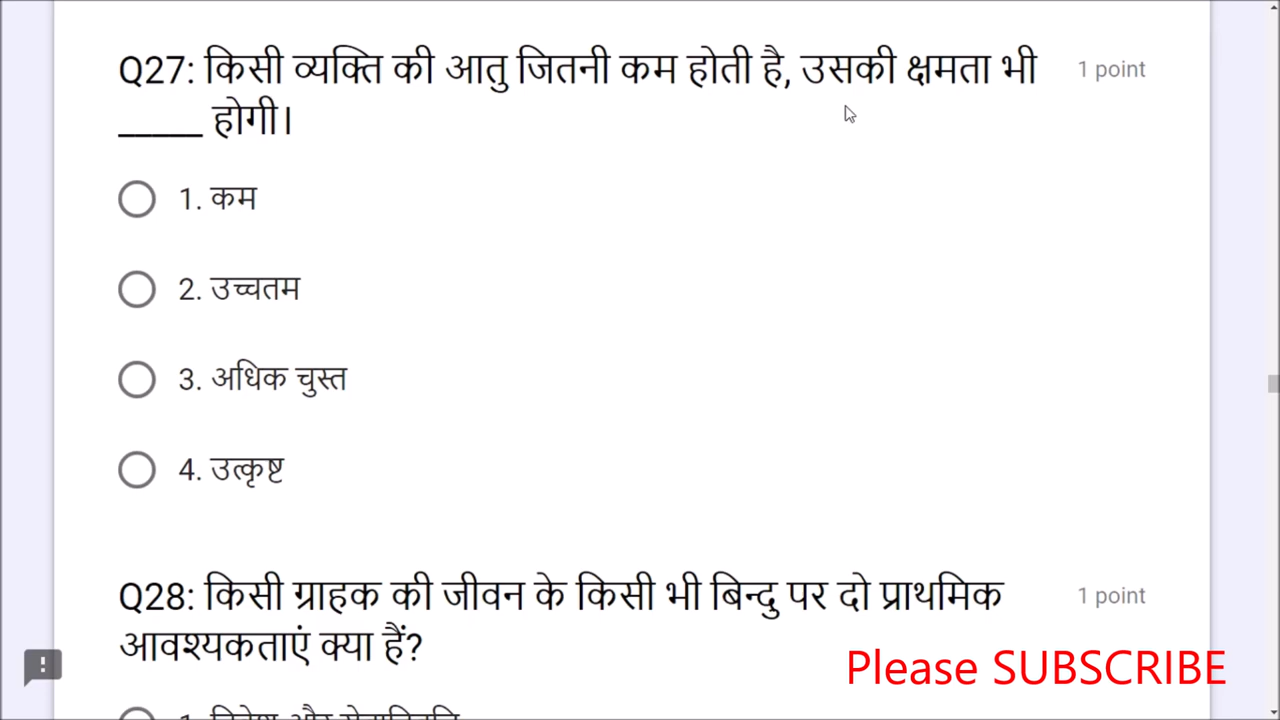 Q27: किसी व्यक्ति की आतु जितनी कम होती है, उसकी क्षमता भी
1 point
_____ होगी।
1. कम
2. उच्चतम
3. अधिक चुस्त
4. उत्कृष्ट
Q28: किसी ग्राहक की जीवन के किसी भी बिन्दु पर दो प्राथमिक
1 point
आवश्यकताएं क्या हैं?
Please SUBSCRIBE